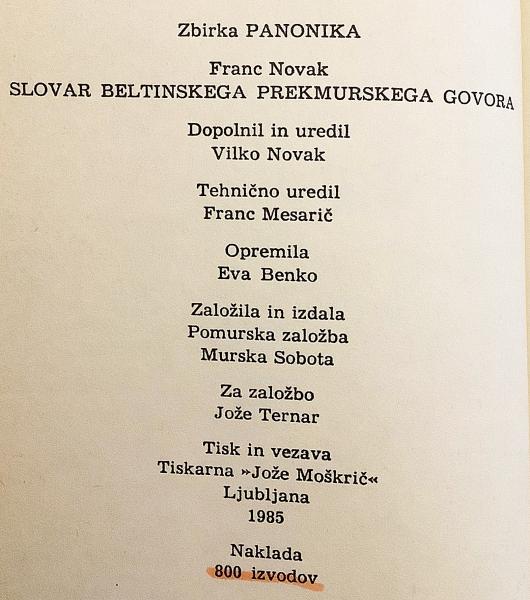 Zbirka PANONIKA
Franc Novak
SLOVAR BELTINSKEGA PREKMURSKEGA GOVORA
Dopolnil in uredil
Vilko Novak
Tehnično uredil
Franc Mesarič
Opremila
Eva Benko
Založila in izdala
Pomurska založba
Murska Sobota
Za založbo
Jože Ternar
Tisk in vezava
Tiskarna »Jože Moškrič«
Ljubljana
1985
Naklada
800 izvodov